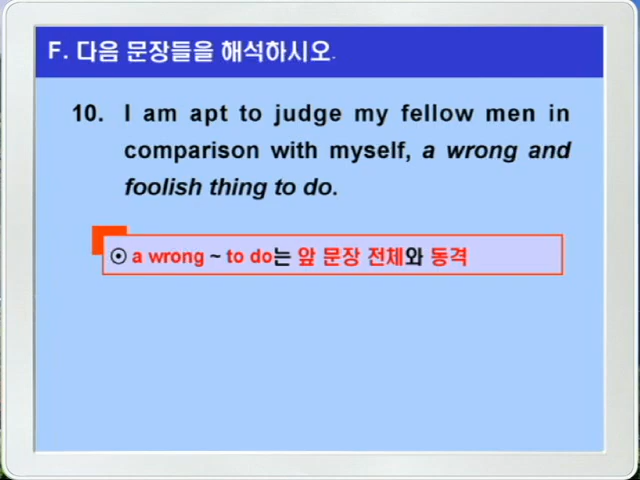 F. 다음 문장들을 해석하시오.
10. I am apt to judge my fellow men in
comparison with myself, a wrong and
foolish thing to do.
⊙ a wrong ~ to do는 앞 문장 전체와 동격